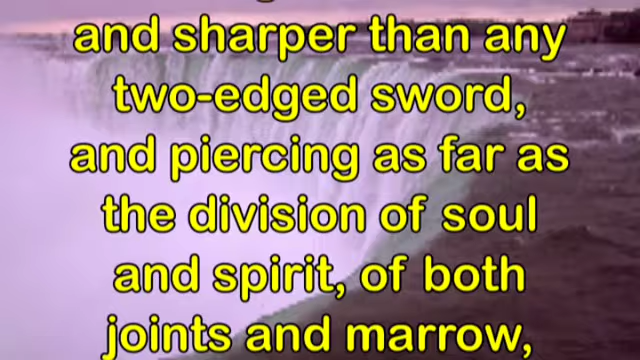 and sharper than any
two-edged sword,
and piercing as far as
the division of soul
and spirit, of both
joints and marrow,